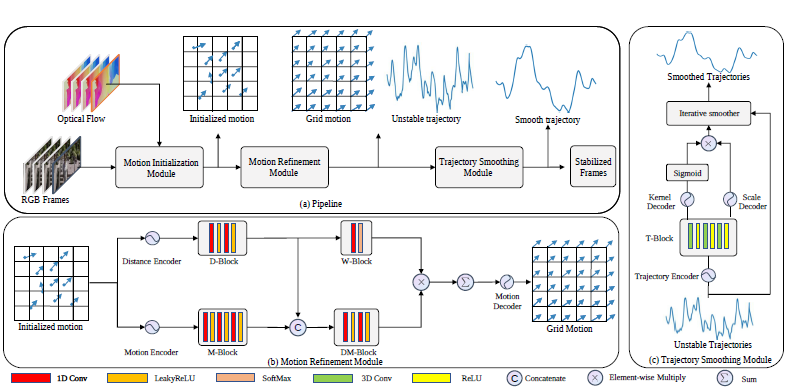 Optical Flow
Initialized motion
Grid motion
Unstable trajectory
Smooth trajectory
RGB Frames
Motion Initialization
Module
Motion Refinement
Module
Trajectory Smoothing
Module
Stabilized
Frames
(a) Pipeline
Initialized motion
Distance Encoder
D-Block
W-Block
Motion Encoder
M-Block
C
DM-Block
×
Σ
Motion
Decoder
Grid Motion
(b) Motion Refinement Module
Smoothed Trajectories
Iterative smoother
×
Sigmoid
Kernel
Decoder
Scale
Decoder
T-Block
Trajectory Encoder
Unstable Trajectories
(c) Trajectory Smoothing Module
1D Conv
LeakyReLU
SoftMax
3D Conv
ReLU
C Concatenate
× Element-wise Multiply
Σ Sum